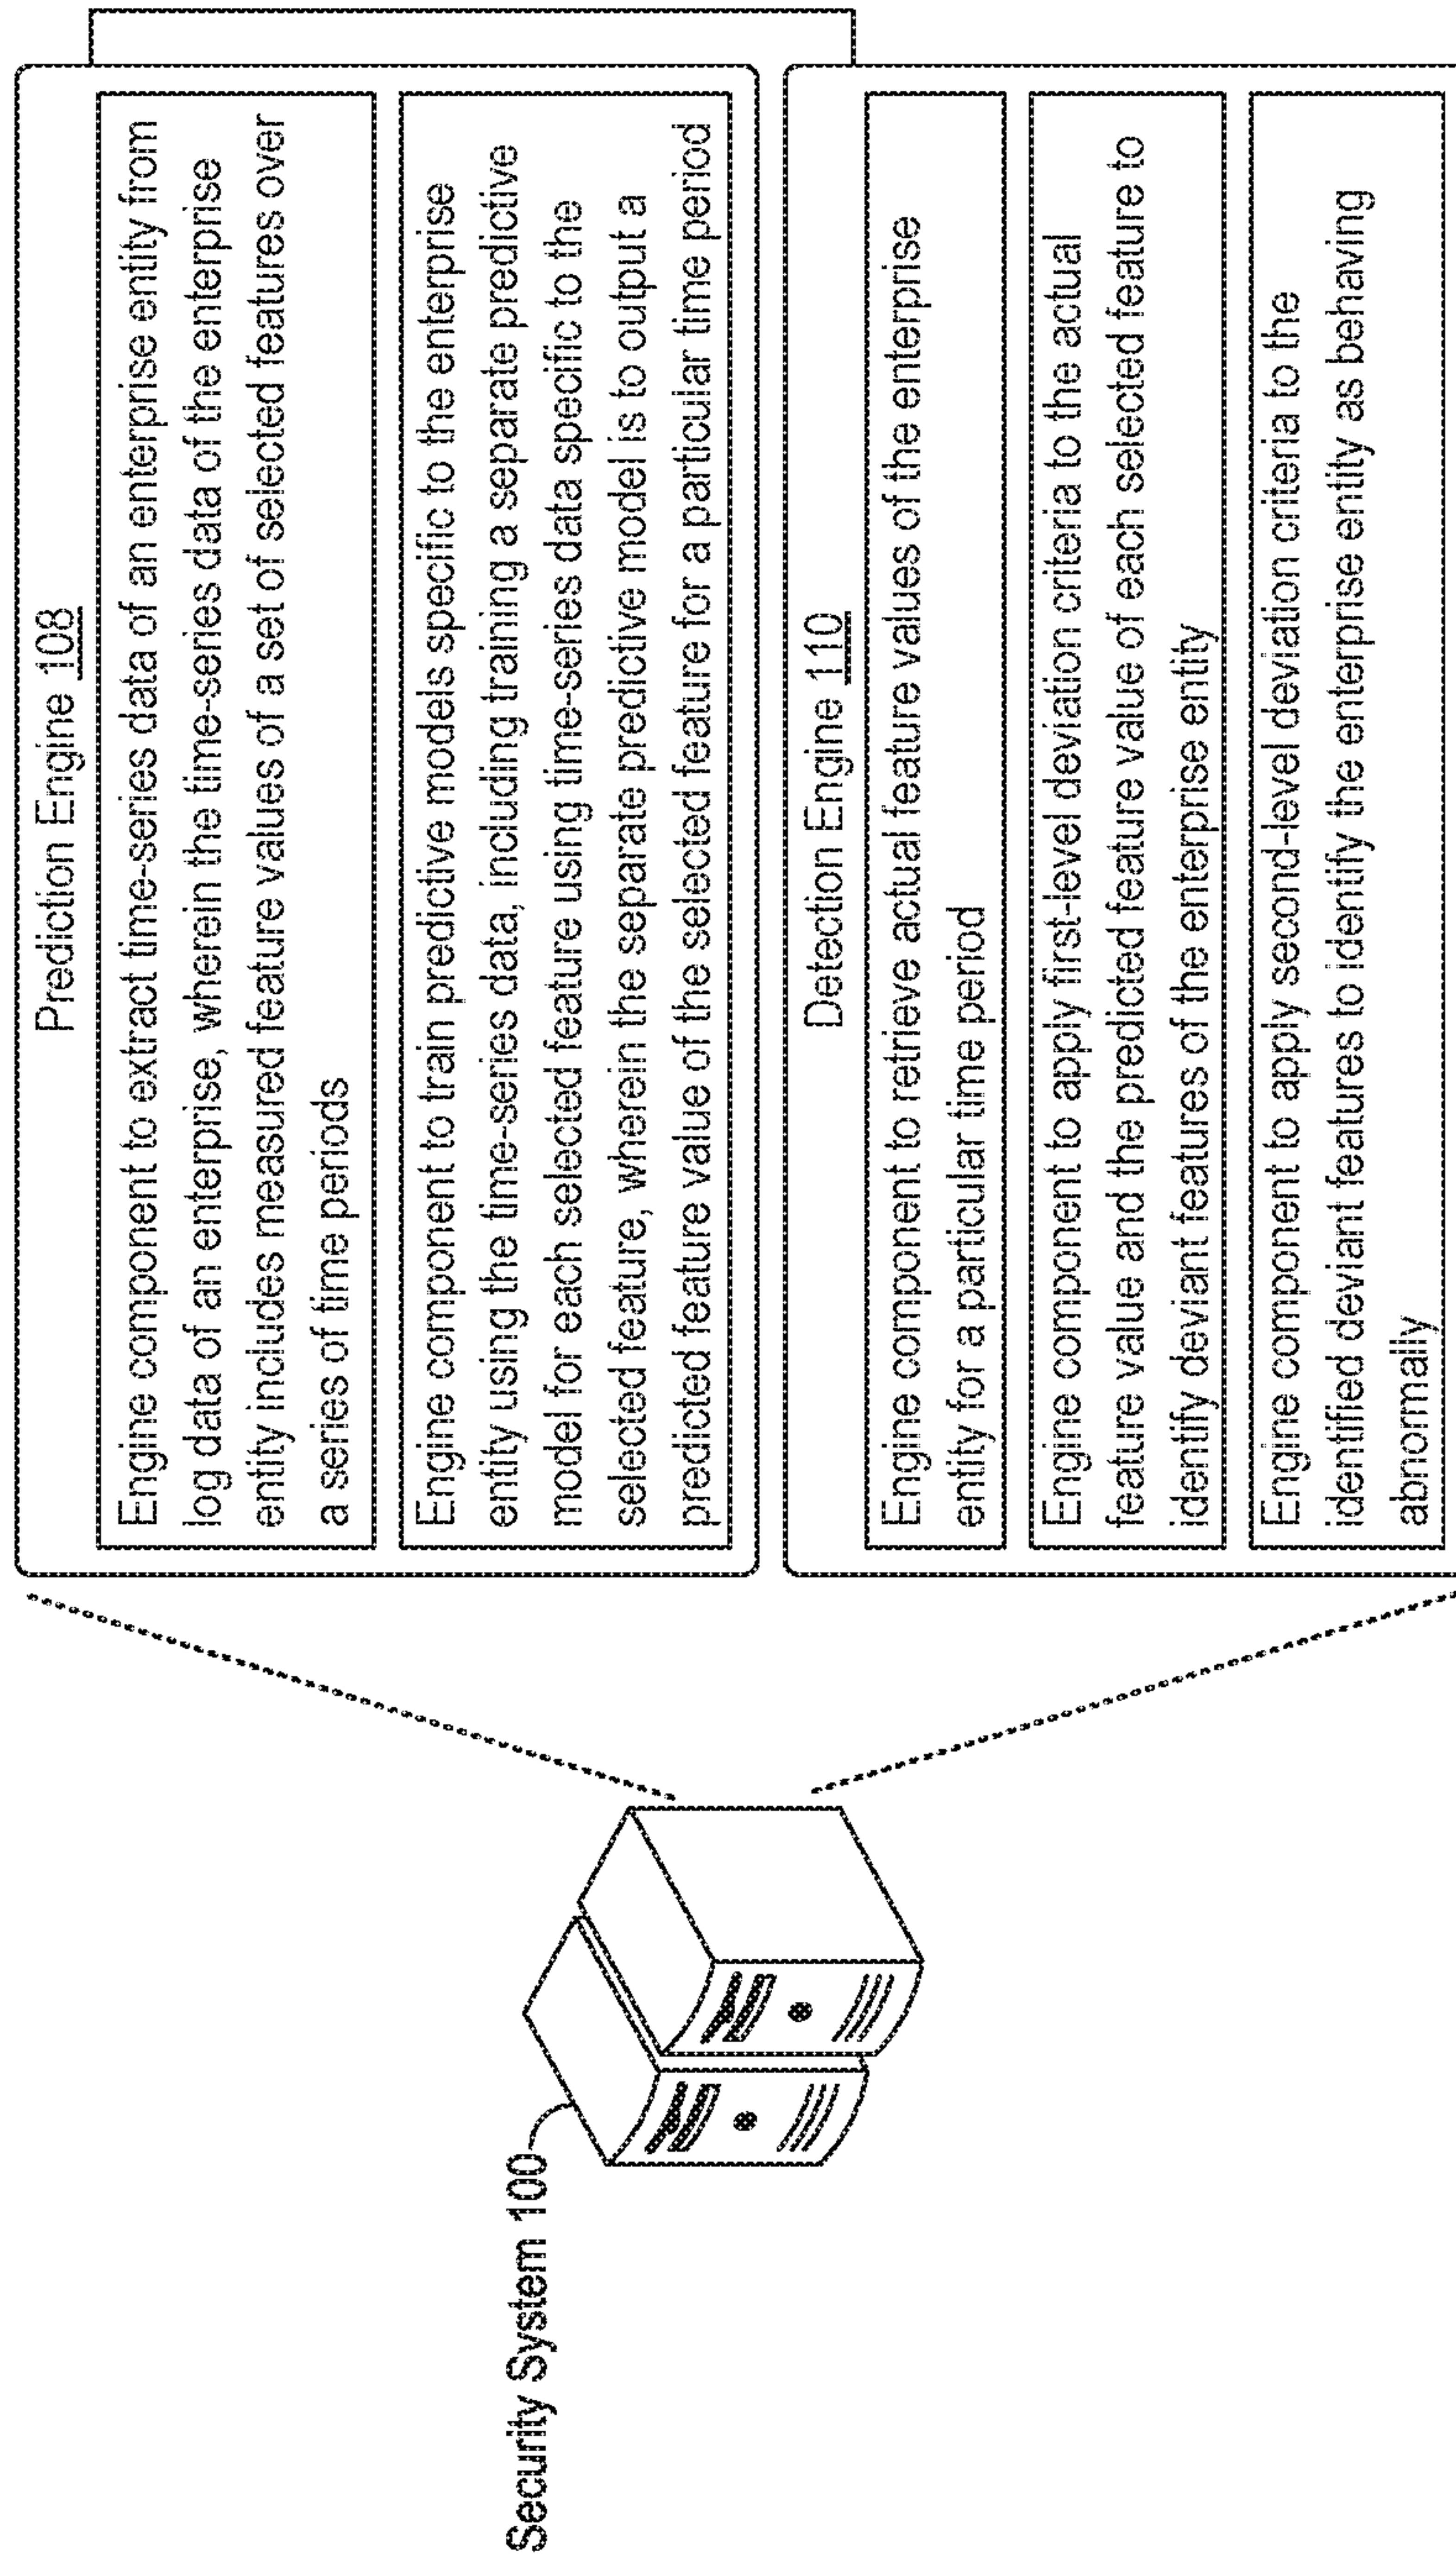 Security System 100
Prediction Engine 108
Engine component to extract time-series data of an enterprise entity from
log data of an enterprise, wherein the time-series data of the enterprise
entity includes measured feature values of a set of selected features over
a series of time periods
Engine component to train predictive models specific to the enterprise
entity using the time-series data, including training a separate predictive
model for each selected feature using time-series data specific to the
selected feature, wherein the separate predictive model is to output a
predicted feature value of the selected feature for a particular time period
Detection Engine 110
Engine component to retrieve actual feature values of the enterprise
entity for a particular time period
Engine component to apply first-level deviation criteria to the actual
feature value and the predicted feature value of each selected feature to
identify deviant features of the enterprise entity
Engine component to apply second-level deviation criteria to the
identified deviant features to identify the enterprise entity as behaving
abnormally